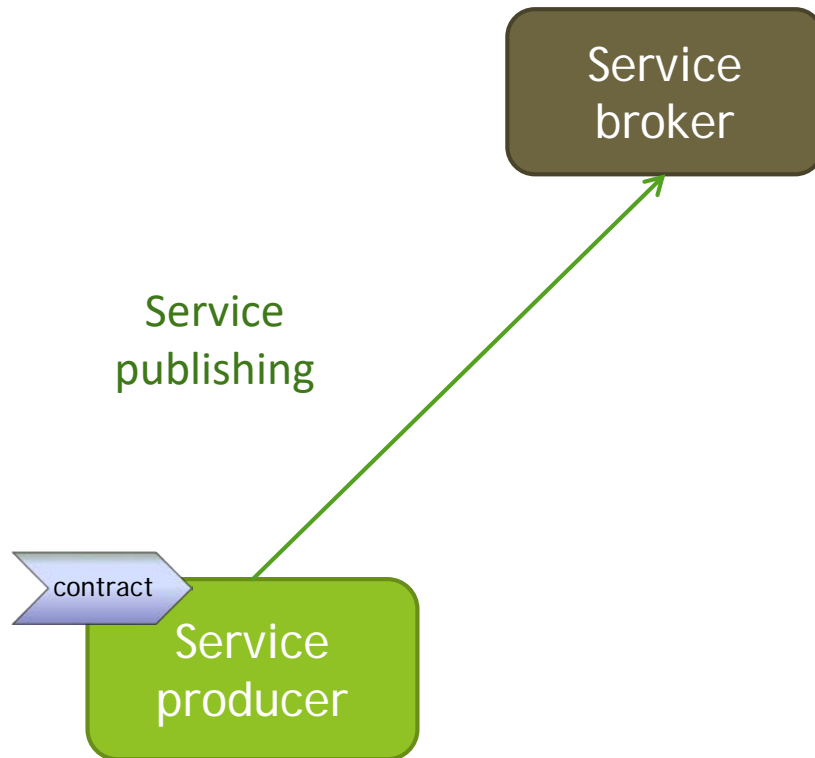 Service
broker
Service
publishing
contract
Service
producer